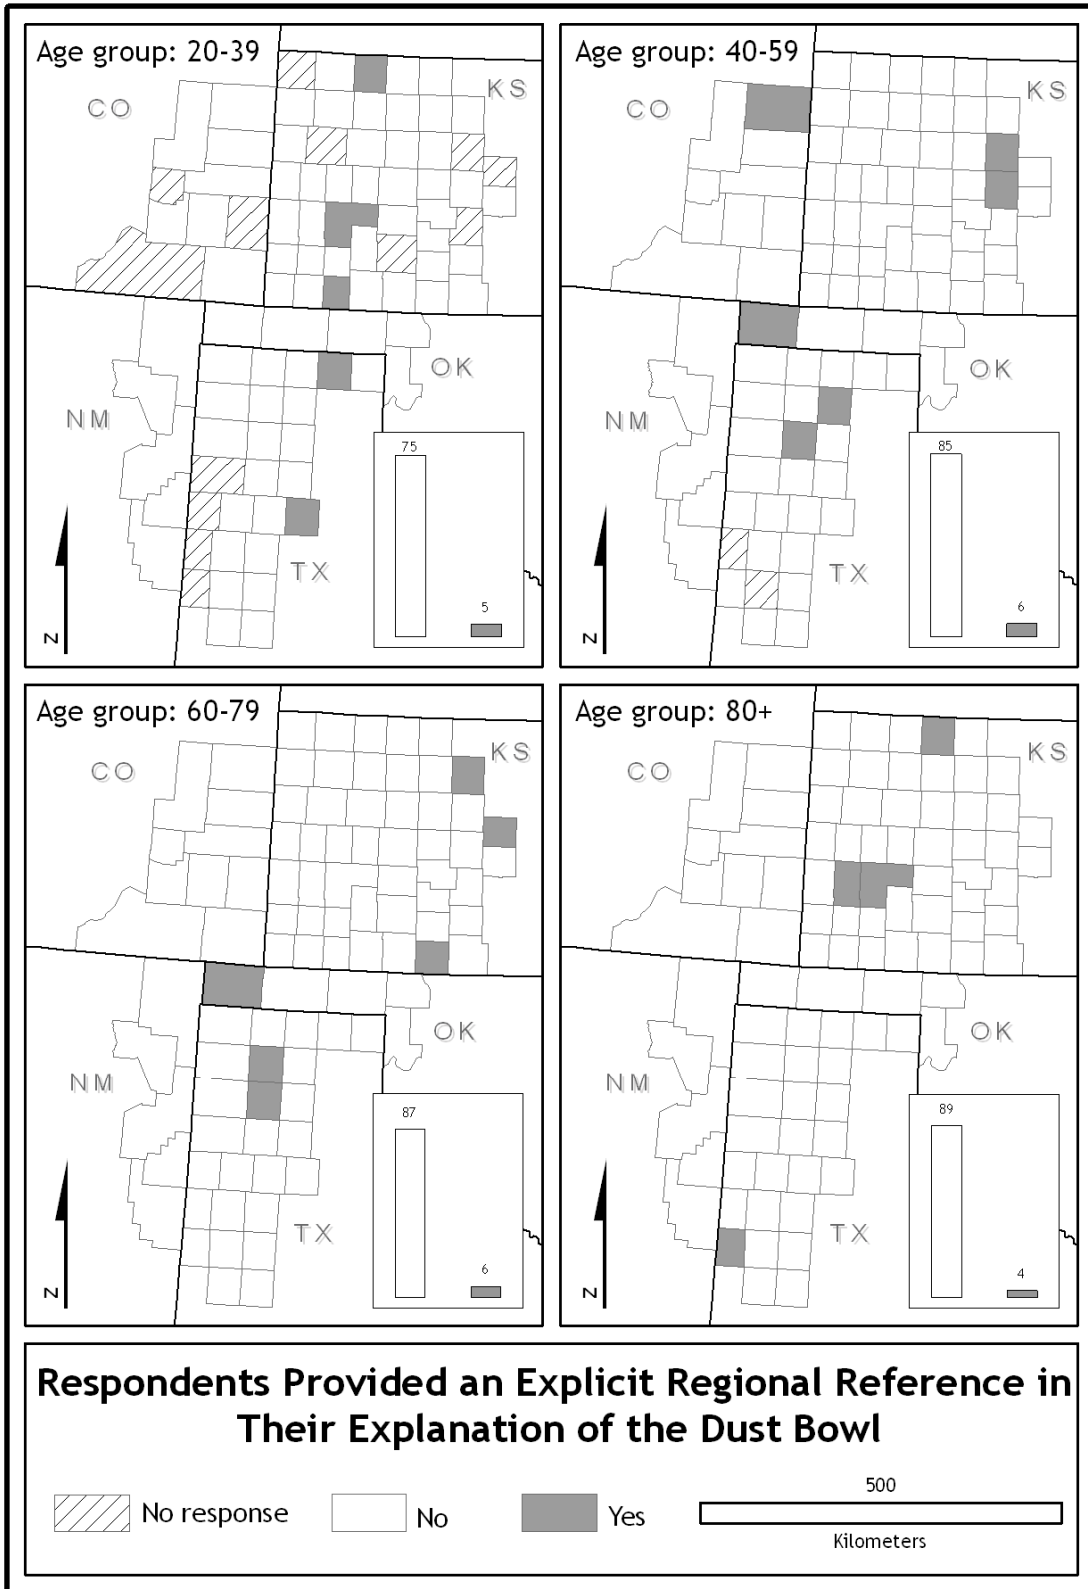 Age group: 20-39
CO
KS
OK
NM
TX
75
5
N
Age group: 40-59
CO
KS
OK
NM
TX
85
6
N
Age group: 60-79
CO
KS
OK
NM
TX
87
6
N
Age group: 80+
CO
KS
OK
NM
TX
89
4
N
Respondents Provided an Explicit Regional Reference in
Their Explanation of the Dust Bowl
No response
No
Yes
500
Kilometers